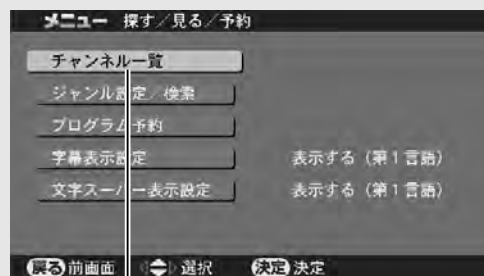 メニュー 探す／見る／予約
チャンネル一覧
ジャンル設定／検索
プログラム予約
字幕表示設定 表示する（第1言語）
文字スーパー表示設定 表示する（第1言語）
戻る 前画面 選択 決定 決定